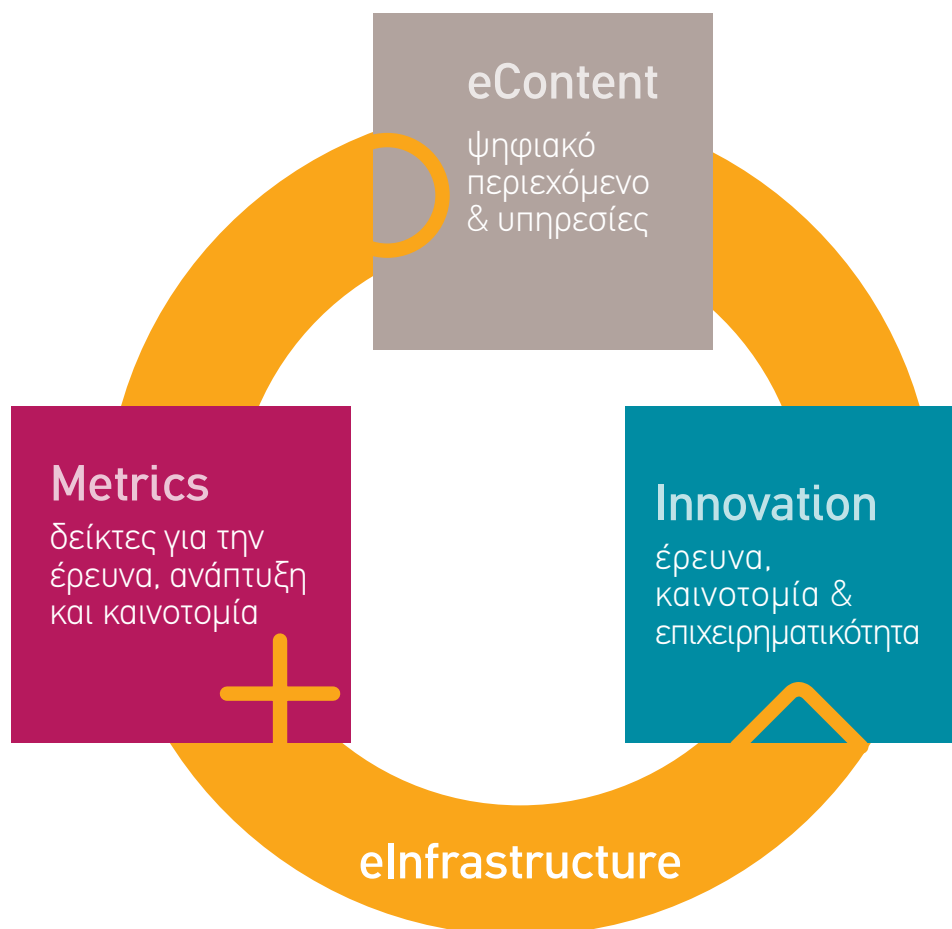 eContent
ψηφιακό
περιεχόμενο
& υπηρεσίες
Metrics
δείκτες για την
έρευνα, ανάπτυξη
και καινοτομία
Innovation
έρευνα,
καινοτομία &
επιχειρηματικότητα
eInfrastructure